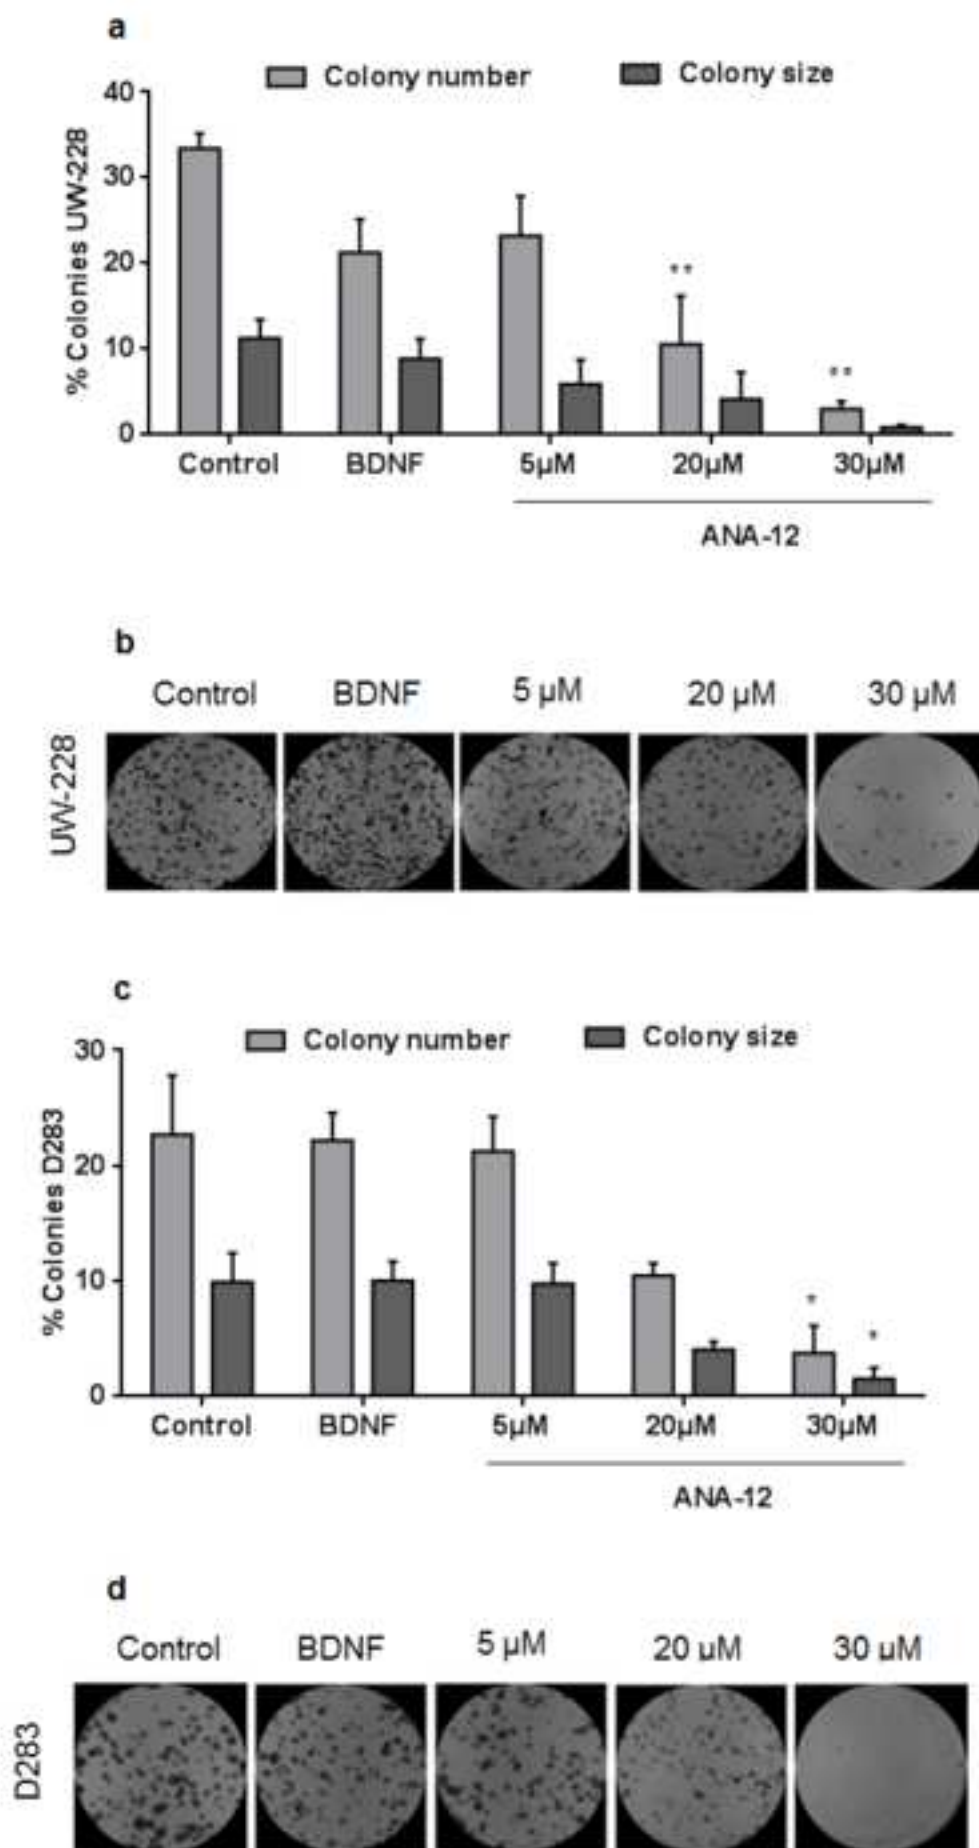 a
Colony number
Colony size
% Colonies UW-228
40
30
20
10
0
**
**
Control
BDNF
5µM
20µM
30µM
ANA-12
b
Control
BDNF
5 µM
20 µM
30 µM
UW-228
c
Colony number
Colony size
% Colonies D283
30
20
10
0
*
*
Control
BDNF
5µM
20µM
30µM
ANA-12
d
Control
BDNF
5 µM
20 µM
30 µM
D283